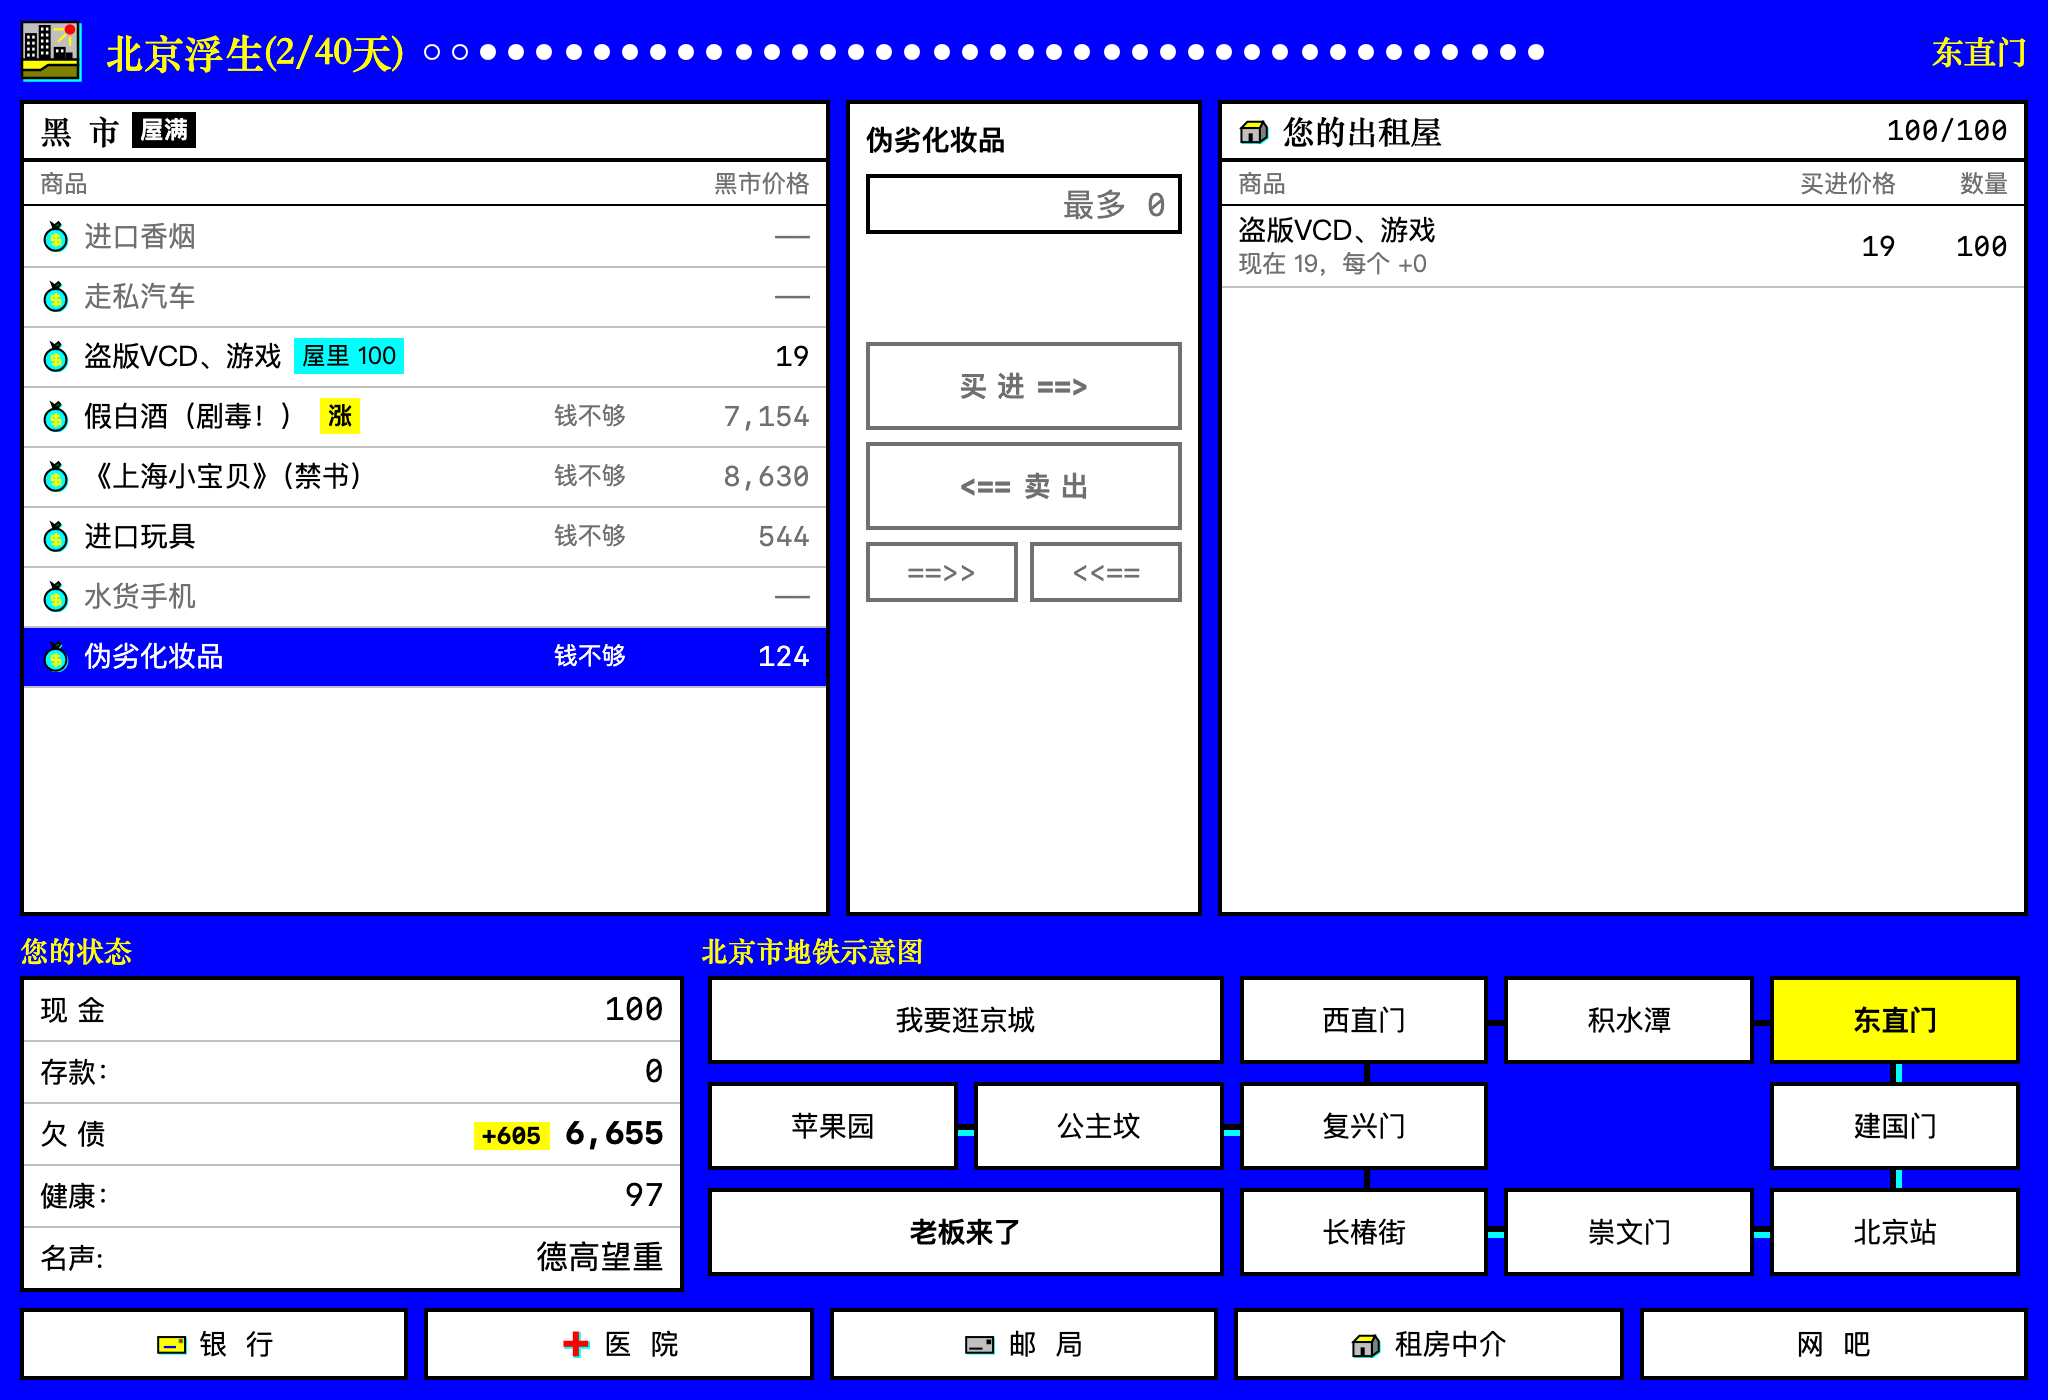 北京浮生(2/40天)
东直门
黑 市 屋满
商品 黑市价格
进口香烟 —
走私汽车 —
盗版VCD、游戏 屋里 100 19
假白酒（剧毒！） 涨 钱不够 7,154
《上海小宝贝》（禁书） 钱不够 8,630
进口玩具 钱不够 544
水货手机 —
伪劣化妆品 钱不够 124
伪劣化妆品
最多 0
买 进 ==>
<== 卖 出
==>> <<==
您的出租屋 100/100
商品 买进价格 数量
盗版VCD、游戏 19 100
现在 19，每个 +0
您的状态
现 金 100
存款： 0
欠 债 +605 6,655
健康： 97
名声： 德高望重
北京市地铁示意图
我要逛京城 西直门 积水潭 东直门
苹果园 公主坟 复兴门 建国门
老板来了 长椿街 崇文门 北京站
银 行 医 院 邮 局 租房中介 网 吧